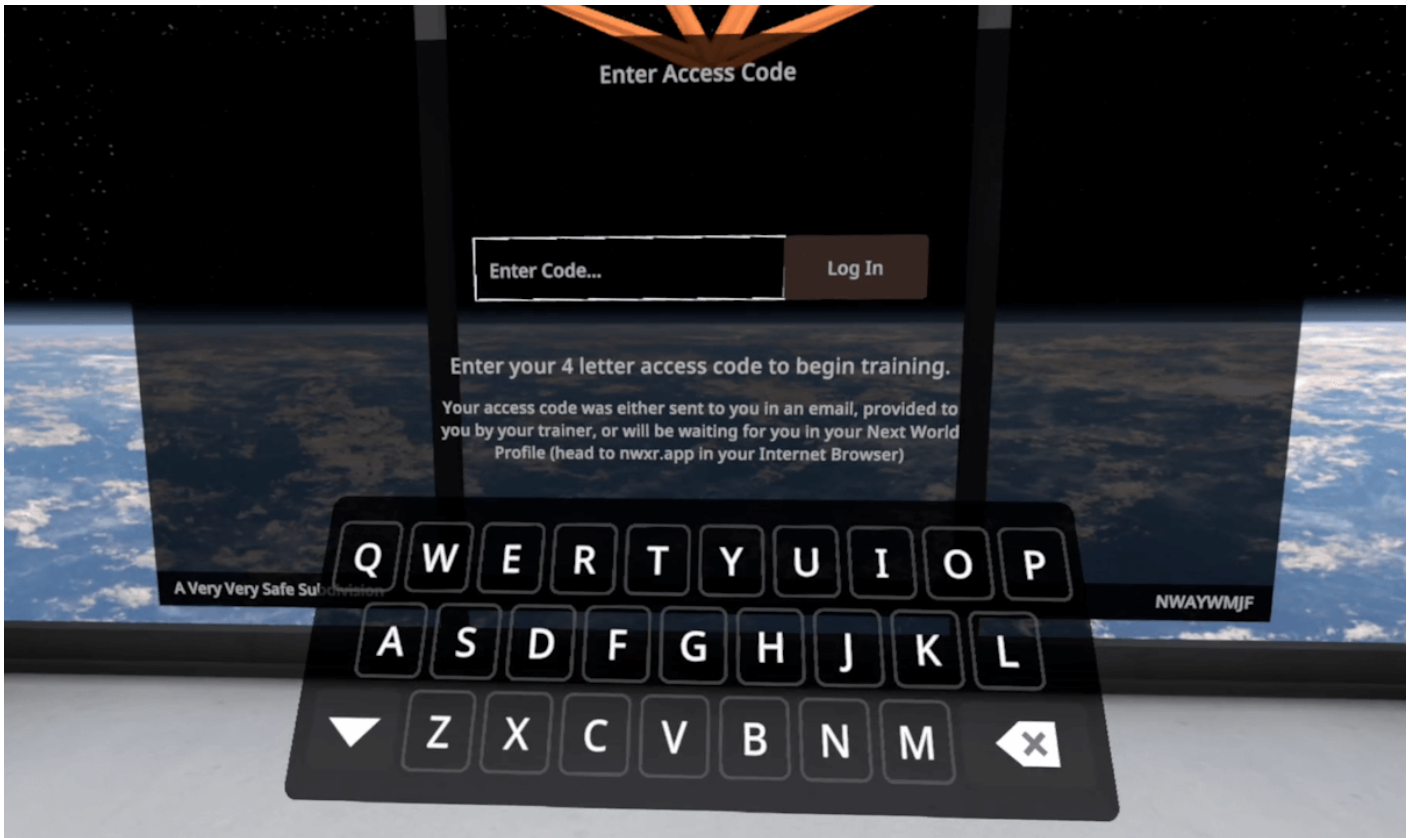 Enter Access Code
Enter Code...
Log In
Enter your 4 letter access code to begin training.
Your access code was either sent to you in an email, provided to
you by your trainer, or will be waiting for you in your Next World
Profile (head to nwxr.app in your Internet Browser)
Q W E R T Y U I O P
A Very Very Safe Subdivision
NWAYWMJF
A S D F G H J K L
Z X C V B N M